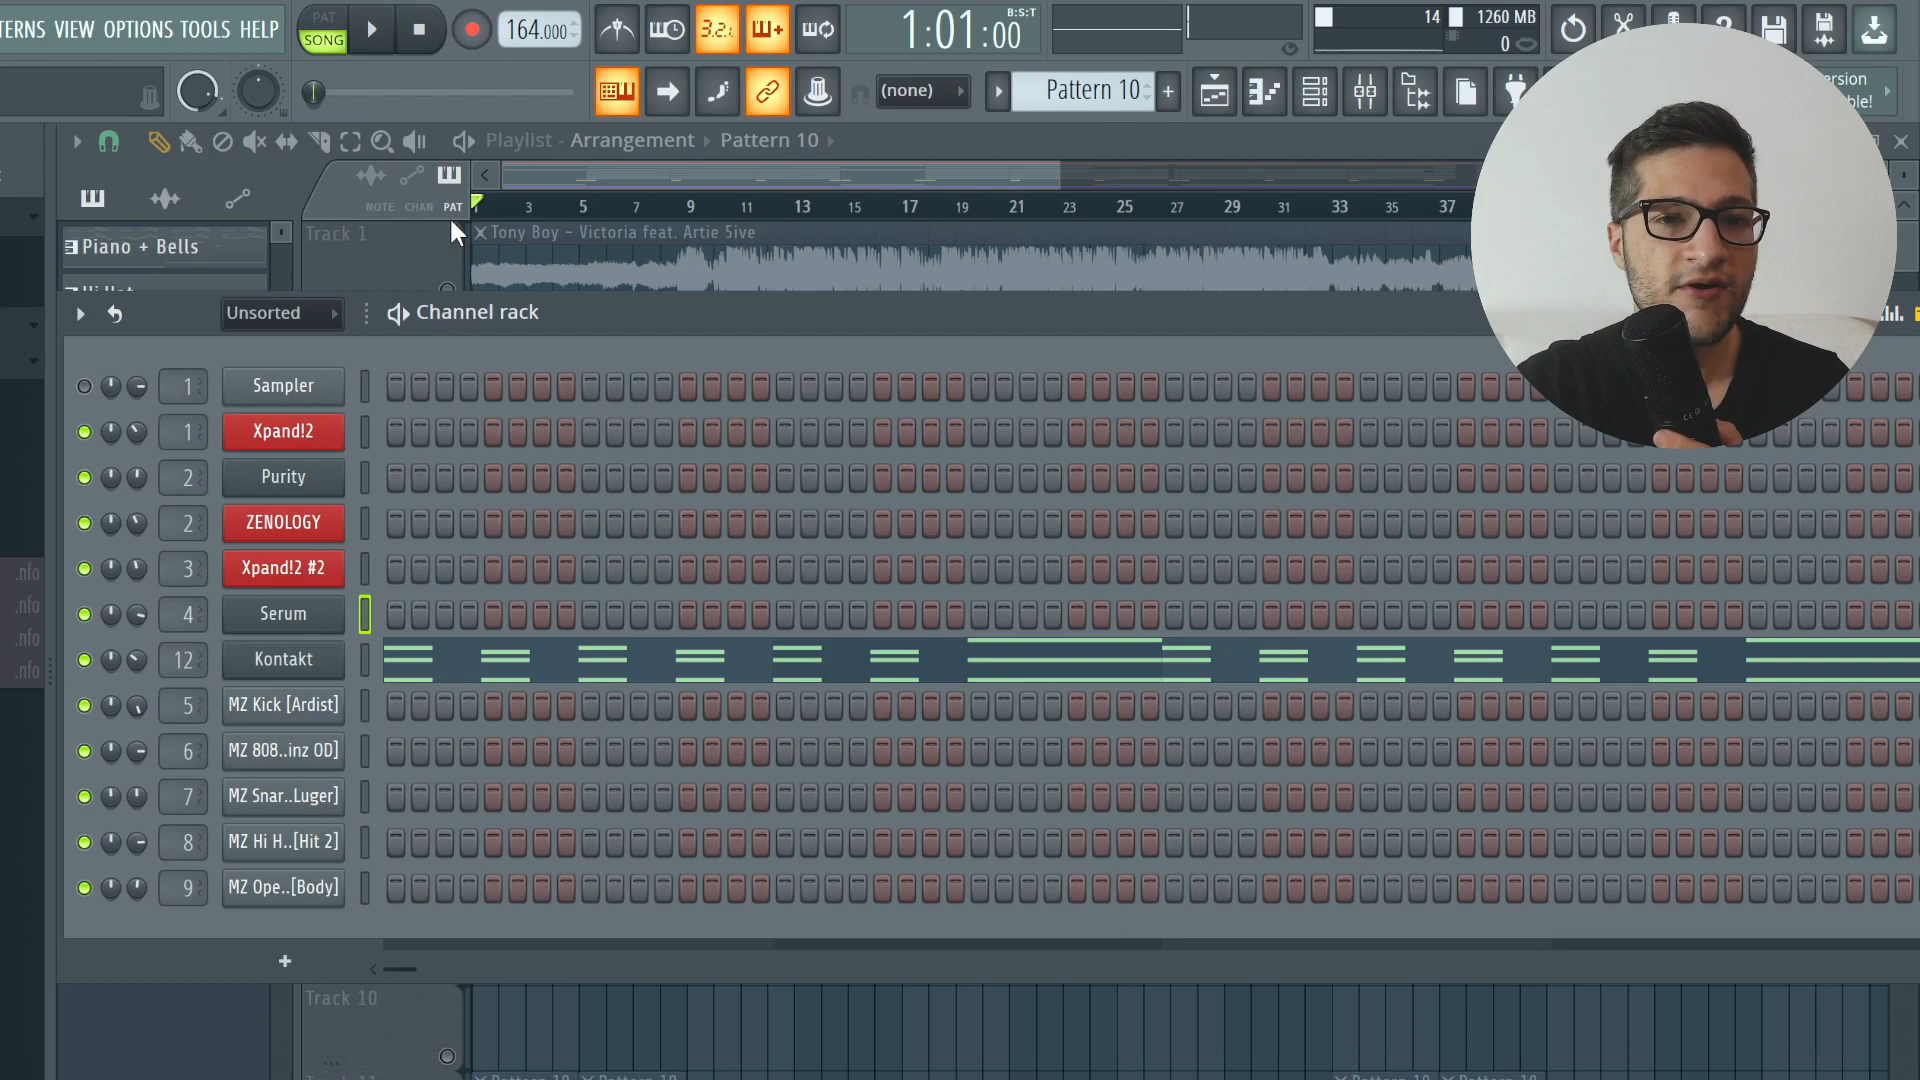 TERNS VIEW OPTIONS TOOLS HELP
PAT
SONG
164.000
3.2.
1:01:00
B:S:T
14
1260 MB
0
(none)
Pattern 10
ersion
ble!
Playlist - Arrangement
Pattern 10
NOTE CHAN PAT
1 3 5 7 9 11 13 15 17 19 21 23 25 27 29 31 33 35 37
Piano + Bells
Track 1
Tony Boy - Victoria feat. Artie 5ive
Unsorted
Channel rack
1 Sampler
1 Xpand!2
2 Purity
2 ZENOLOGY
.nfo
3 Xpand!2 #2
.nfo
4 Serum
.nfo
12 Kontakt
.nfo
5 MZ Kick [Ardist]
6 MZ 808..inz OD]
7 MZ Snar..Luger]
8 MZ Hi H..[Hit 2]
9 MZ Ope..[Body]
Track 10